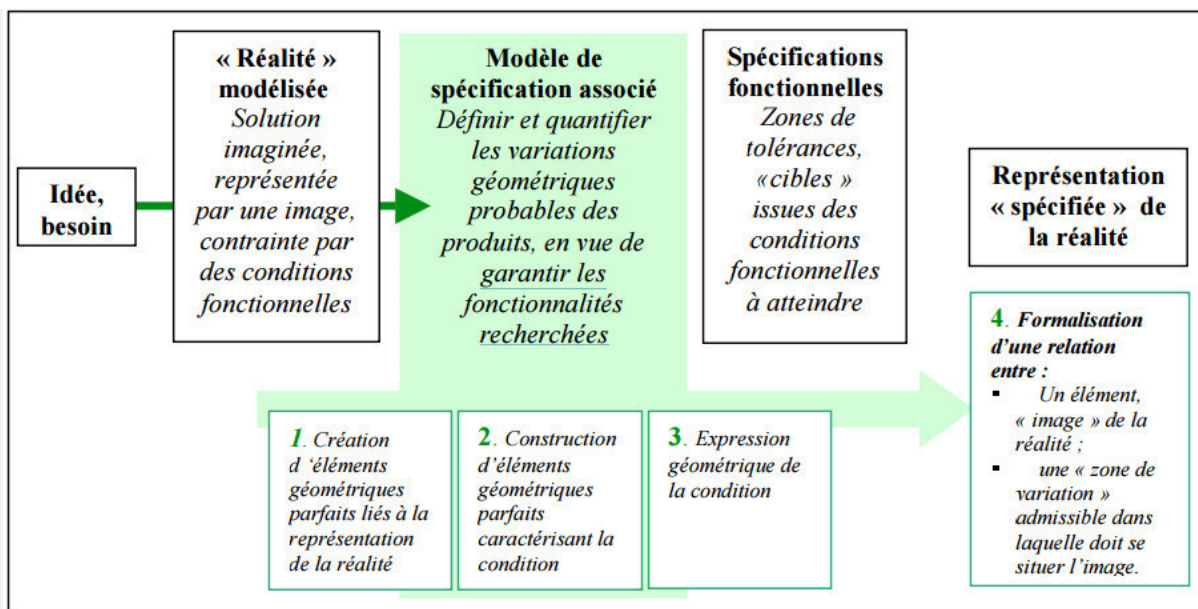 Idée,
besoin
« Réalité »
modélisée
Solution
imaginée,
représentée
par une image,
contrainte par
des conditions
fonctionnelles
Modèle de
spécification associé
Définir et quantifier
les variations
géométriques
probables des
produits, en vue de
garantir les
fonctionnalités
recherchées
Spécifications
fonctionnelles
Zones de
tolérances,
«cibles »
issues des
conditions
fonctionnelles
à atteindre
Représentation
« spécifiée » de
la réalité
1. Création
d ‘éléments
géométriques
parfaits liés à la
représentation
de la réalité
2. Construction
d’éléments
géométriques
parfaits
caractérisant la
condition
3. Expression
géométrique de
la condition
4. Formalisation
d’une relation
entre :
▪ Un élément,
« image » de la
réalité ;
▪ une « zone de
variation »
admissible dans
laquelle doit se
situer l’image.